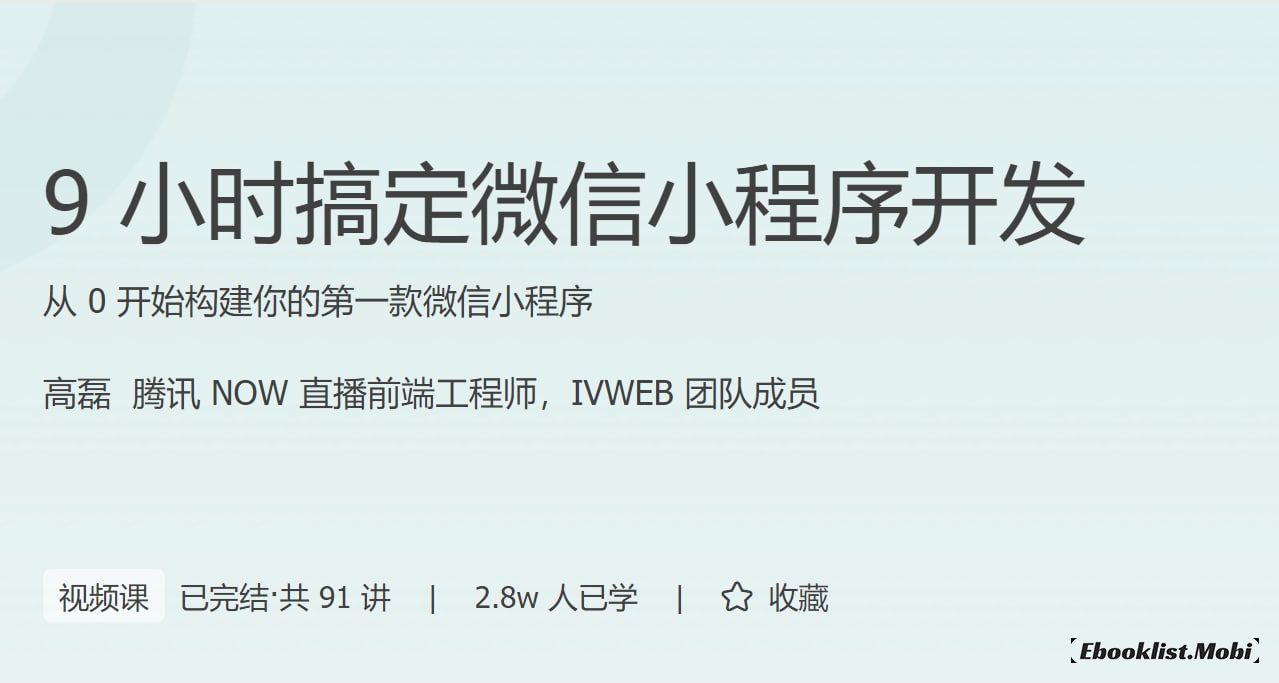 9 小时搞定微信小程序开发
从 0 开始构建你的第一款微信小程序
高磊 腾讯 NOW 直播前端工程师，IVWEB 团队成员
视频课 已完结·共 91 讲 | 2.8w 人已学 | 收藏
【Ebooklist.Mobi】